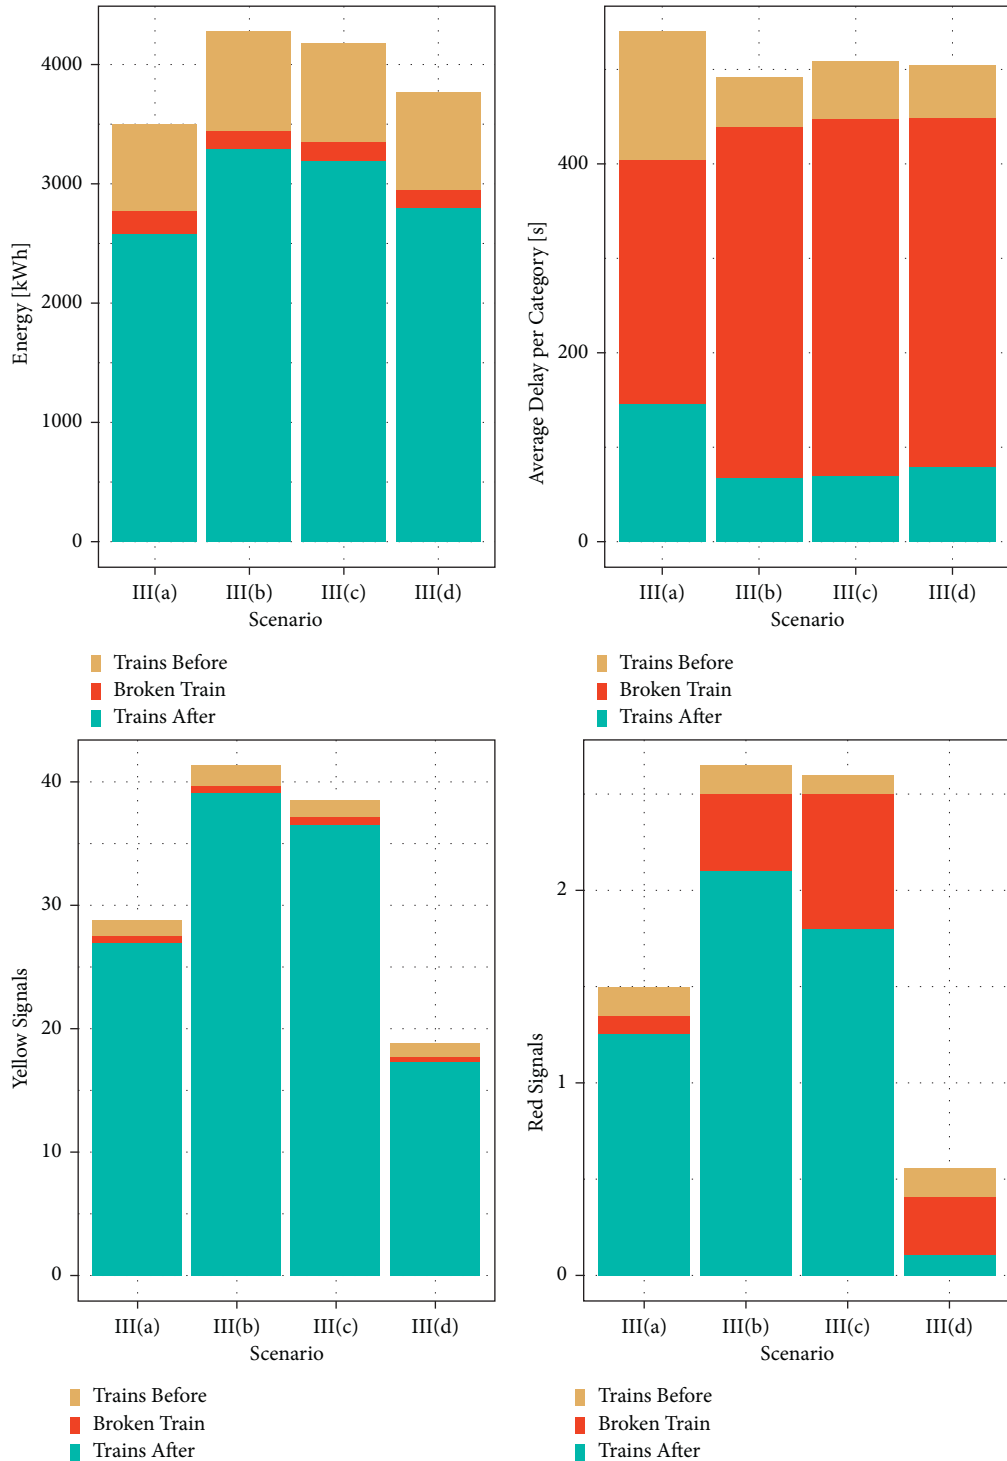 Energy [kWh]
4000
3000
2000
1000
0
III(a) III(b) III(c) III(d)
Scenario
Trains Before
Broken Train
Trains After
Average Delay per Category [s]
400
200
0
III(a) III(b) III(c) III(d)
Scenario
Trains Before
Broken Train
Trains After
Yellow Signals
40
30
20
10
0
III(a) III(b) III(c) III(d)
Scenario
Trains Before
Broken Train
Trains After
Red Signals
2
1
0
III(a) III(b) III(c) III(d)
Scenario
Trains Before
Broken Train
Trains After